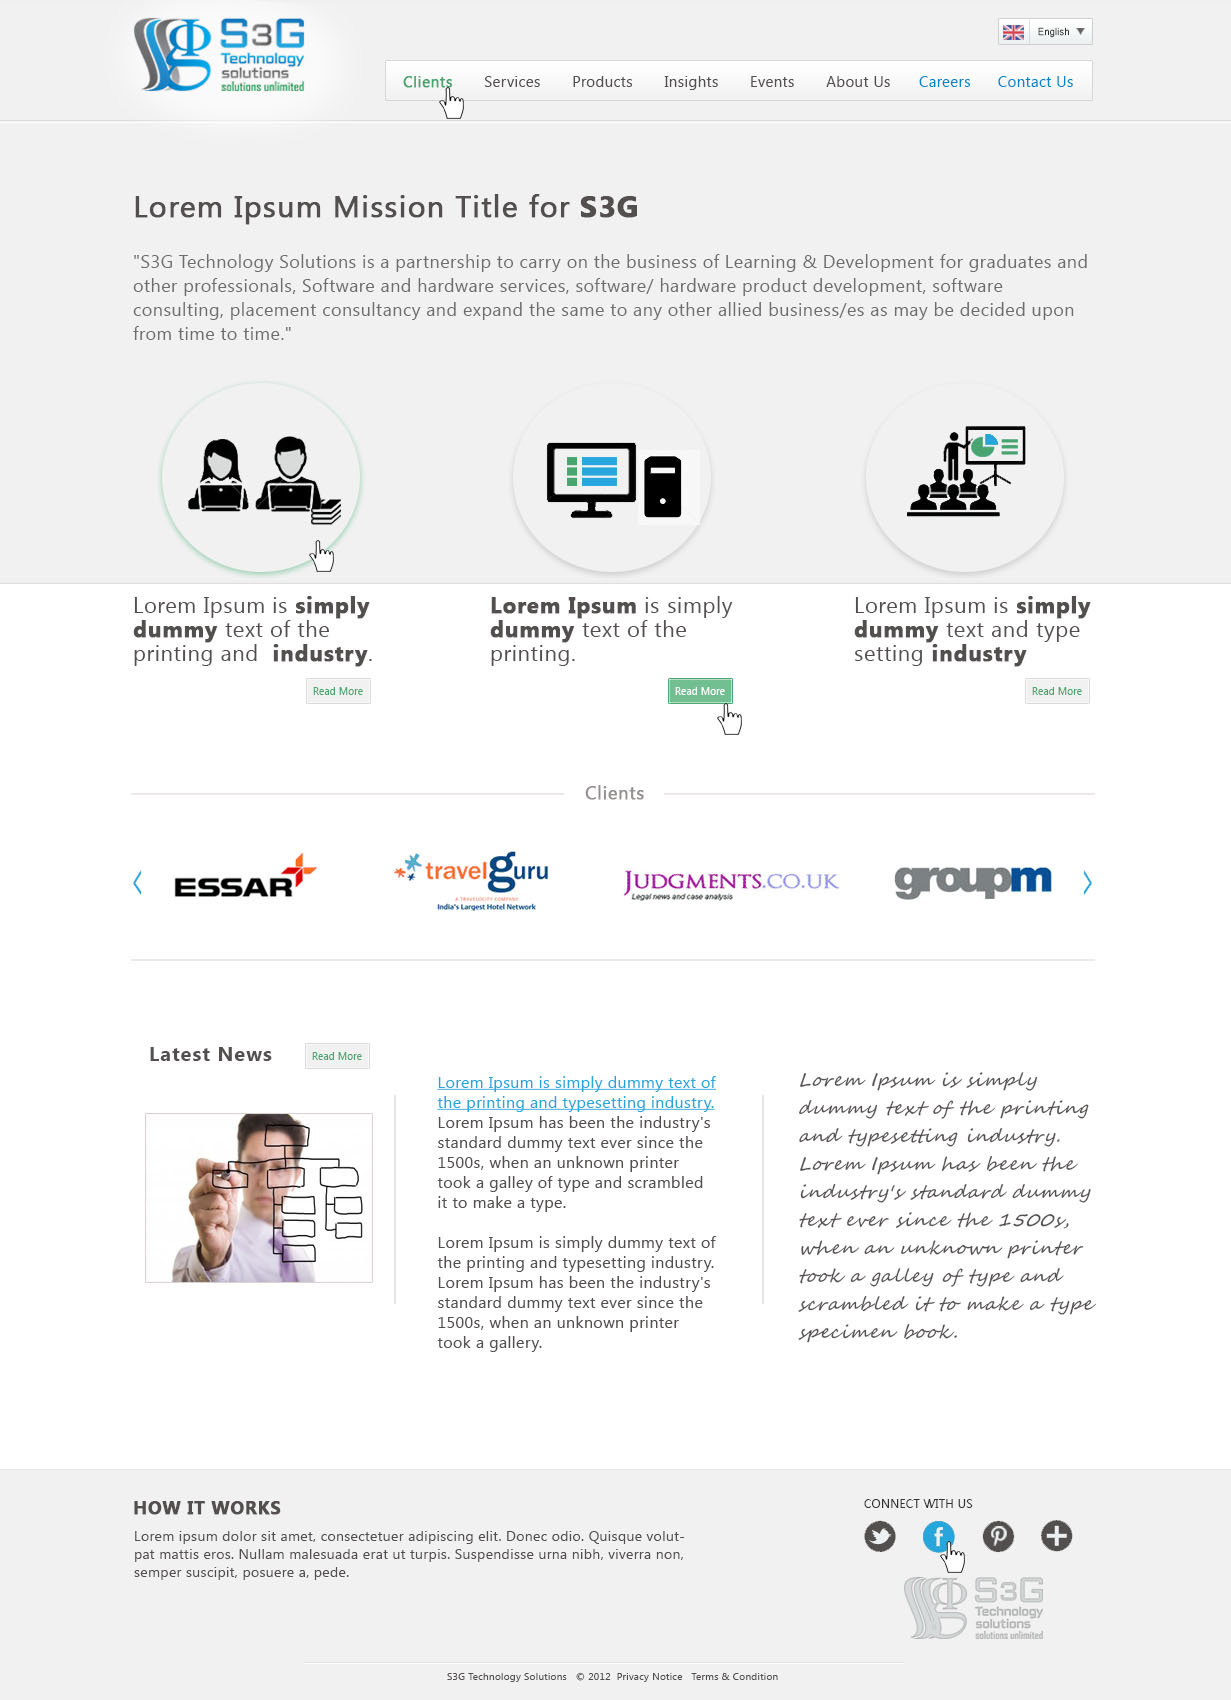 S3G
Technology
solutions
solutions unlimited
English
Clients Services Products Insights Events About Us Careers Contact Us
Lorem Ipsum Mission Title for S3G
"S3G Technology Solutions is a partnership to carry on the business of Learning & Development for graduates and
other professionals, Software and hardware services, software/ hardware product development, software
consulting, placement consultancy and expand the same to any other allied business/es as may be decided upon
from time to time."
Lorem Ipsum is simply
dummy text of the
printing and industry.
Read More
Lorem Ipsum is simply
dummy text of the
printing.
Read More
Lorem Ipsum is simply
dummy text and type
setting industry
Read More
Clients
ESSAR
travelguru
A TRAVELOCITY COMPANY
India's Largest Hotel Network
JUDGMENTS.CO.UK
Legal news and case analysis
groupm
Latest News
Read More
Lorem Ipsum is simply dummy text of
the printing and typesetting industry.
Lorem Ipsum has been the industry's
standard dummy text ever since the
1500s, when an unknown printer
took a galley of type and scrambled
it to make a type.
Lorem Ipsum is simply dummy text of
the printing and typesetting industry.
Lorem Ipsum has been the industry's
standard dummy text ever since the
1500s, when an unknown printer
took a gallery.
Lorem Ipsum is simply
dummy text of the printing
and typesetting industry.
Lorem Ipsum has been the
industry's standard dummy
text ever since the 1500s,
when an unknown printer
took a galley of type and
scrambled it to make a type
specimen book.
HOW IT WORKS
Lorem ipsum dolor sit amet, consectetuer adipiscing elit. Donec odio. Quisque volut-
pat mattis eros. Nullam malesuada erat ut turpis. Suspendisse urna nibh, viverra non,
semper suscipit, posuere a, pede.
CONNECT WITH US
S3G
Technology
solutions
solutions unlimited
S3G Technology Solutions © 2012 Privacy Notice Terms & Condition